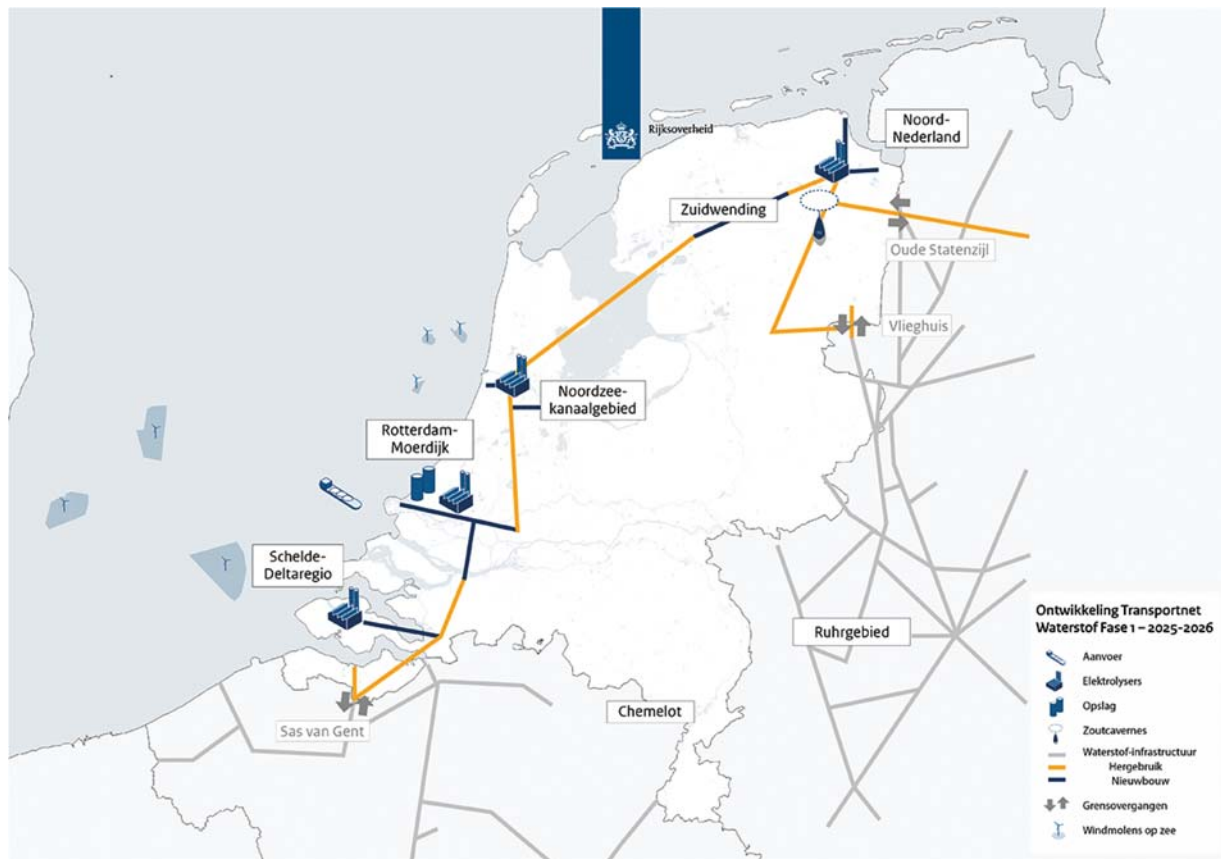 Rijksoverheid
Noord-
Nederland
Zuidwending
Oude Statenzijl
Vlieghuis
Noordzee-
kanaalgebied
Rotterdam-
Moerdijk
Schelde-
Deltaregio
Ruhrgebied
Chemelot
Sas van Gent
Ontwikkeling Transportnet
Waterstof Fase 1 – 2025-2026
Aanvoer
Elektrolysers
Opslag
Zoutcavernes
Waterstof-infrastructuur
Hergebruik
Nieuwbouw
Grensovergangen
Windmolens op zee